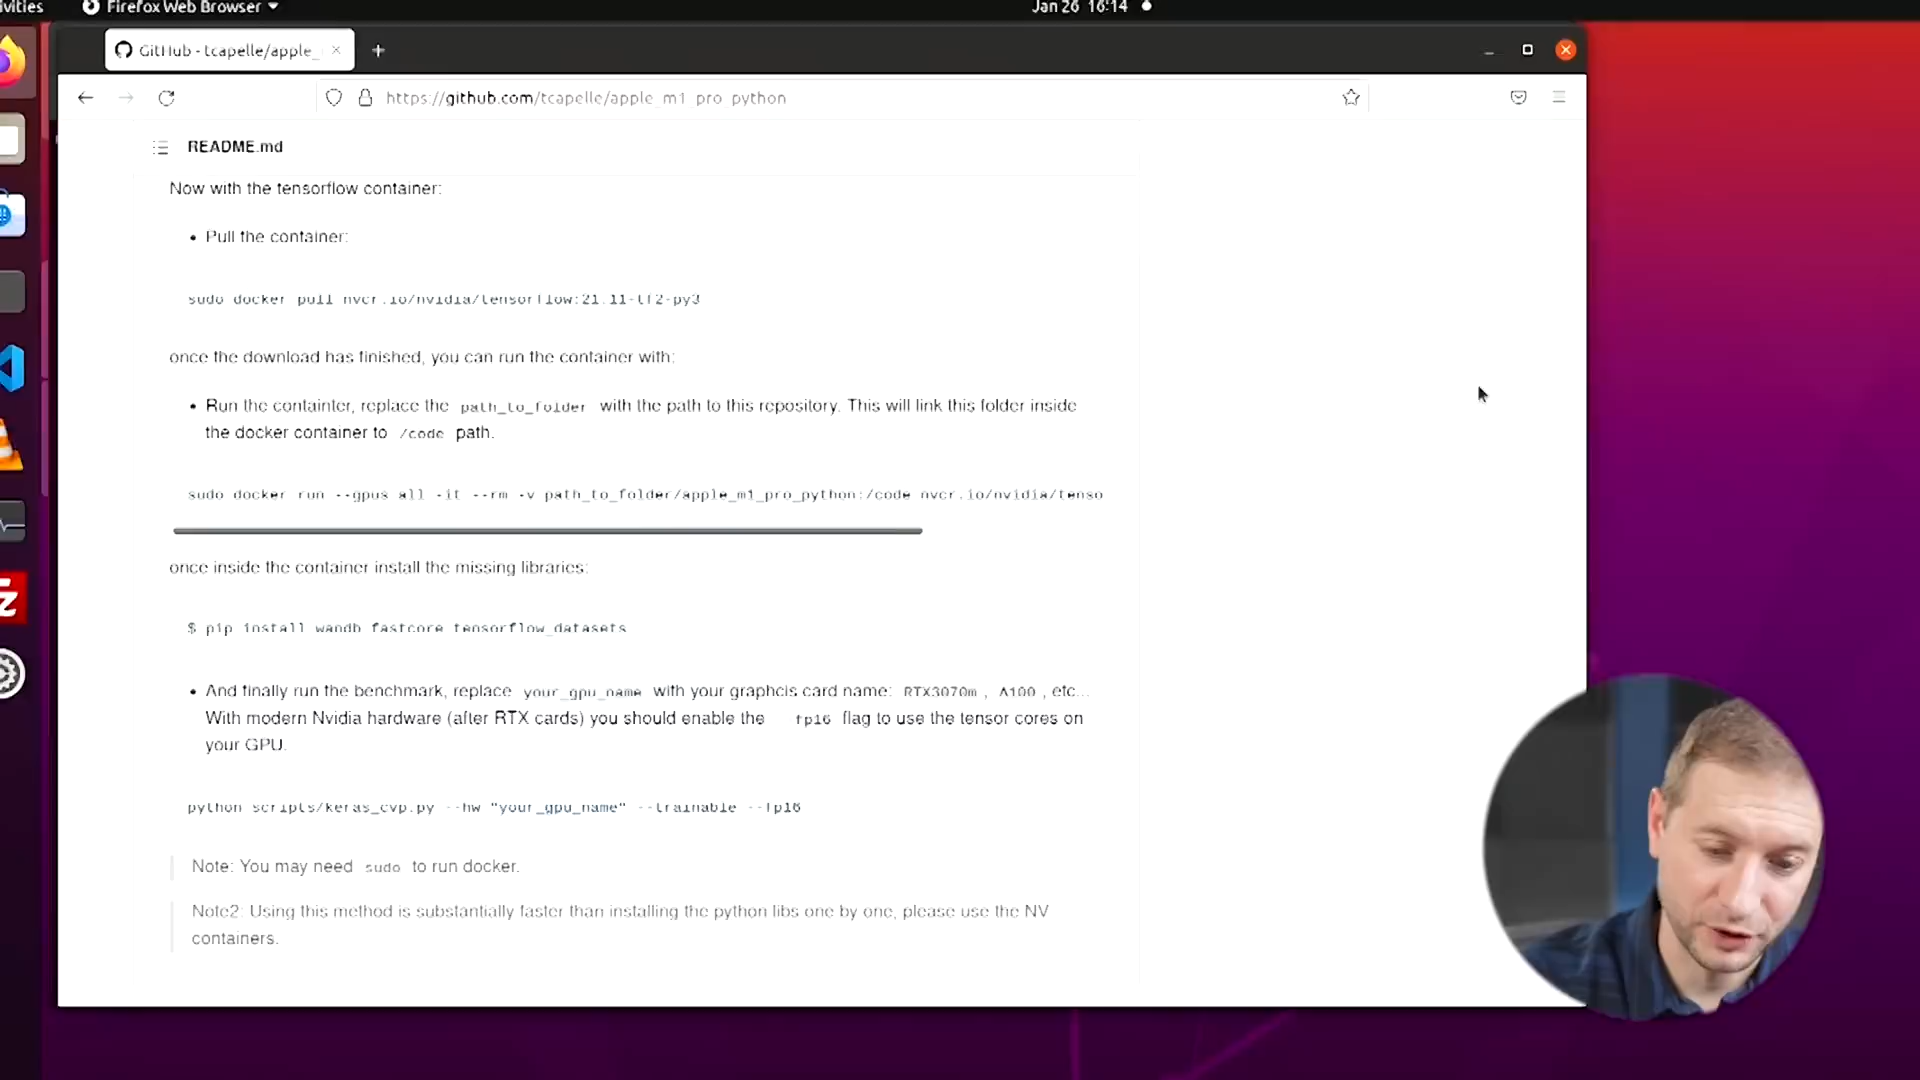 Firefox Web Browser
Jan 26 16:14
GitHub - tcapelle/apple_
https://github.com/tcapelle/apple_m1_pro_python
README.md
Now with the tensorflow container:
• Pull the container:
sudo docker pull nvcr.io/nvidia/tensorflow:21.11-tf2-py3
once the download has finished, you can run the container with:
• Run the containter, replace the path_to_folder with the path to this repository. This will link this folder inside
the docker container to /code path.
sudo docker run --gpus all -it --rm -v path_to_folder/apple_m1_pro_python:/code nvcr.io/nvidia/tenso
once inside the container install the missing libraries:
$ pip install wandb fastcore tensorflow_datasets
• And finally run the benchmark, replace your_gpu_name with your graphcis card name: RTX3070m , A100 , etc...
With modern Nvidia hardware (after RTX cards) you should enable the fp16 flag to use the tensor cores on
your GPU.
python scripts/keras_cvp.py --hw "your_gpu_name" --trainable --fp16
Note: You may need sudo to run docker.
Note2: Using this method is substantially faster than installing the python libs one by one, please use the NV
containers.